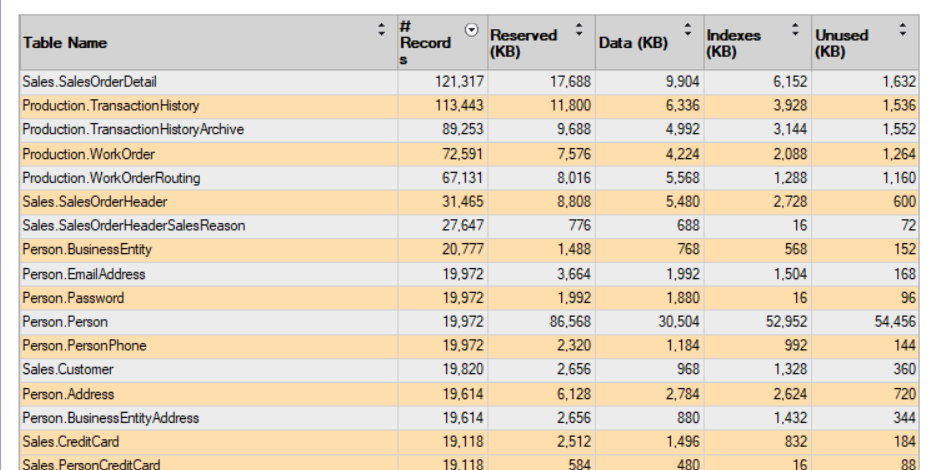 Table Name # Records Reserved (KB) Data (KB) Indexes (KB) Unused (KB)
Sales.SalesOrderDetail 121,317 17,688 9,904 6,152 1,632
Production.TransactionHistory 113,443 11,800 6,336 3,928 1,536
Production.TransactionHistoryArchive 89,253 9,688 4,992 3,144 1,552
Production.WorkOrder 72,591 7,576 4,224 2,088 1,264
Production.WorkOrderRouting 67,131 8,016 5,568 1,288 1,160
Sales.SalesOrderHeader 31,465 8,808 5,480 2,728 600
Sales.SalesOrderHeaderSalesReason 27,647 776 688 16 72
Person.BusinessEntity 20,777 1,488 768 568 152
Person.EmailAddress 19,972 3,664 1,992 1,504 168
Person.Password 19,972 1,992 1,880 16 96
Person.Person 19,972 86,568 30,504 52,952 54,456
Person.PersonPhone 19,972 2,320 1,184 992 144
Sales.Customer 19,820 2,656 968 1,328 360
Person.Address 19,614 6,128 2,784 2,624 720
Person.BusinessEntityAddress 19,614 2,656 880 1,432 344
Sales.CreditCard 19,118 2,512 1,496 832 184
Sales.PersonCreditCard 19,118 584 480 16 88